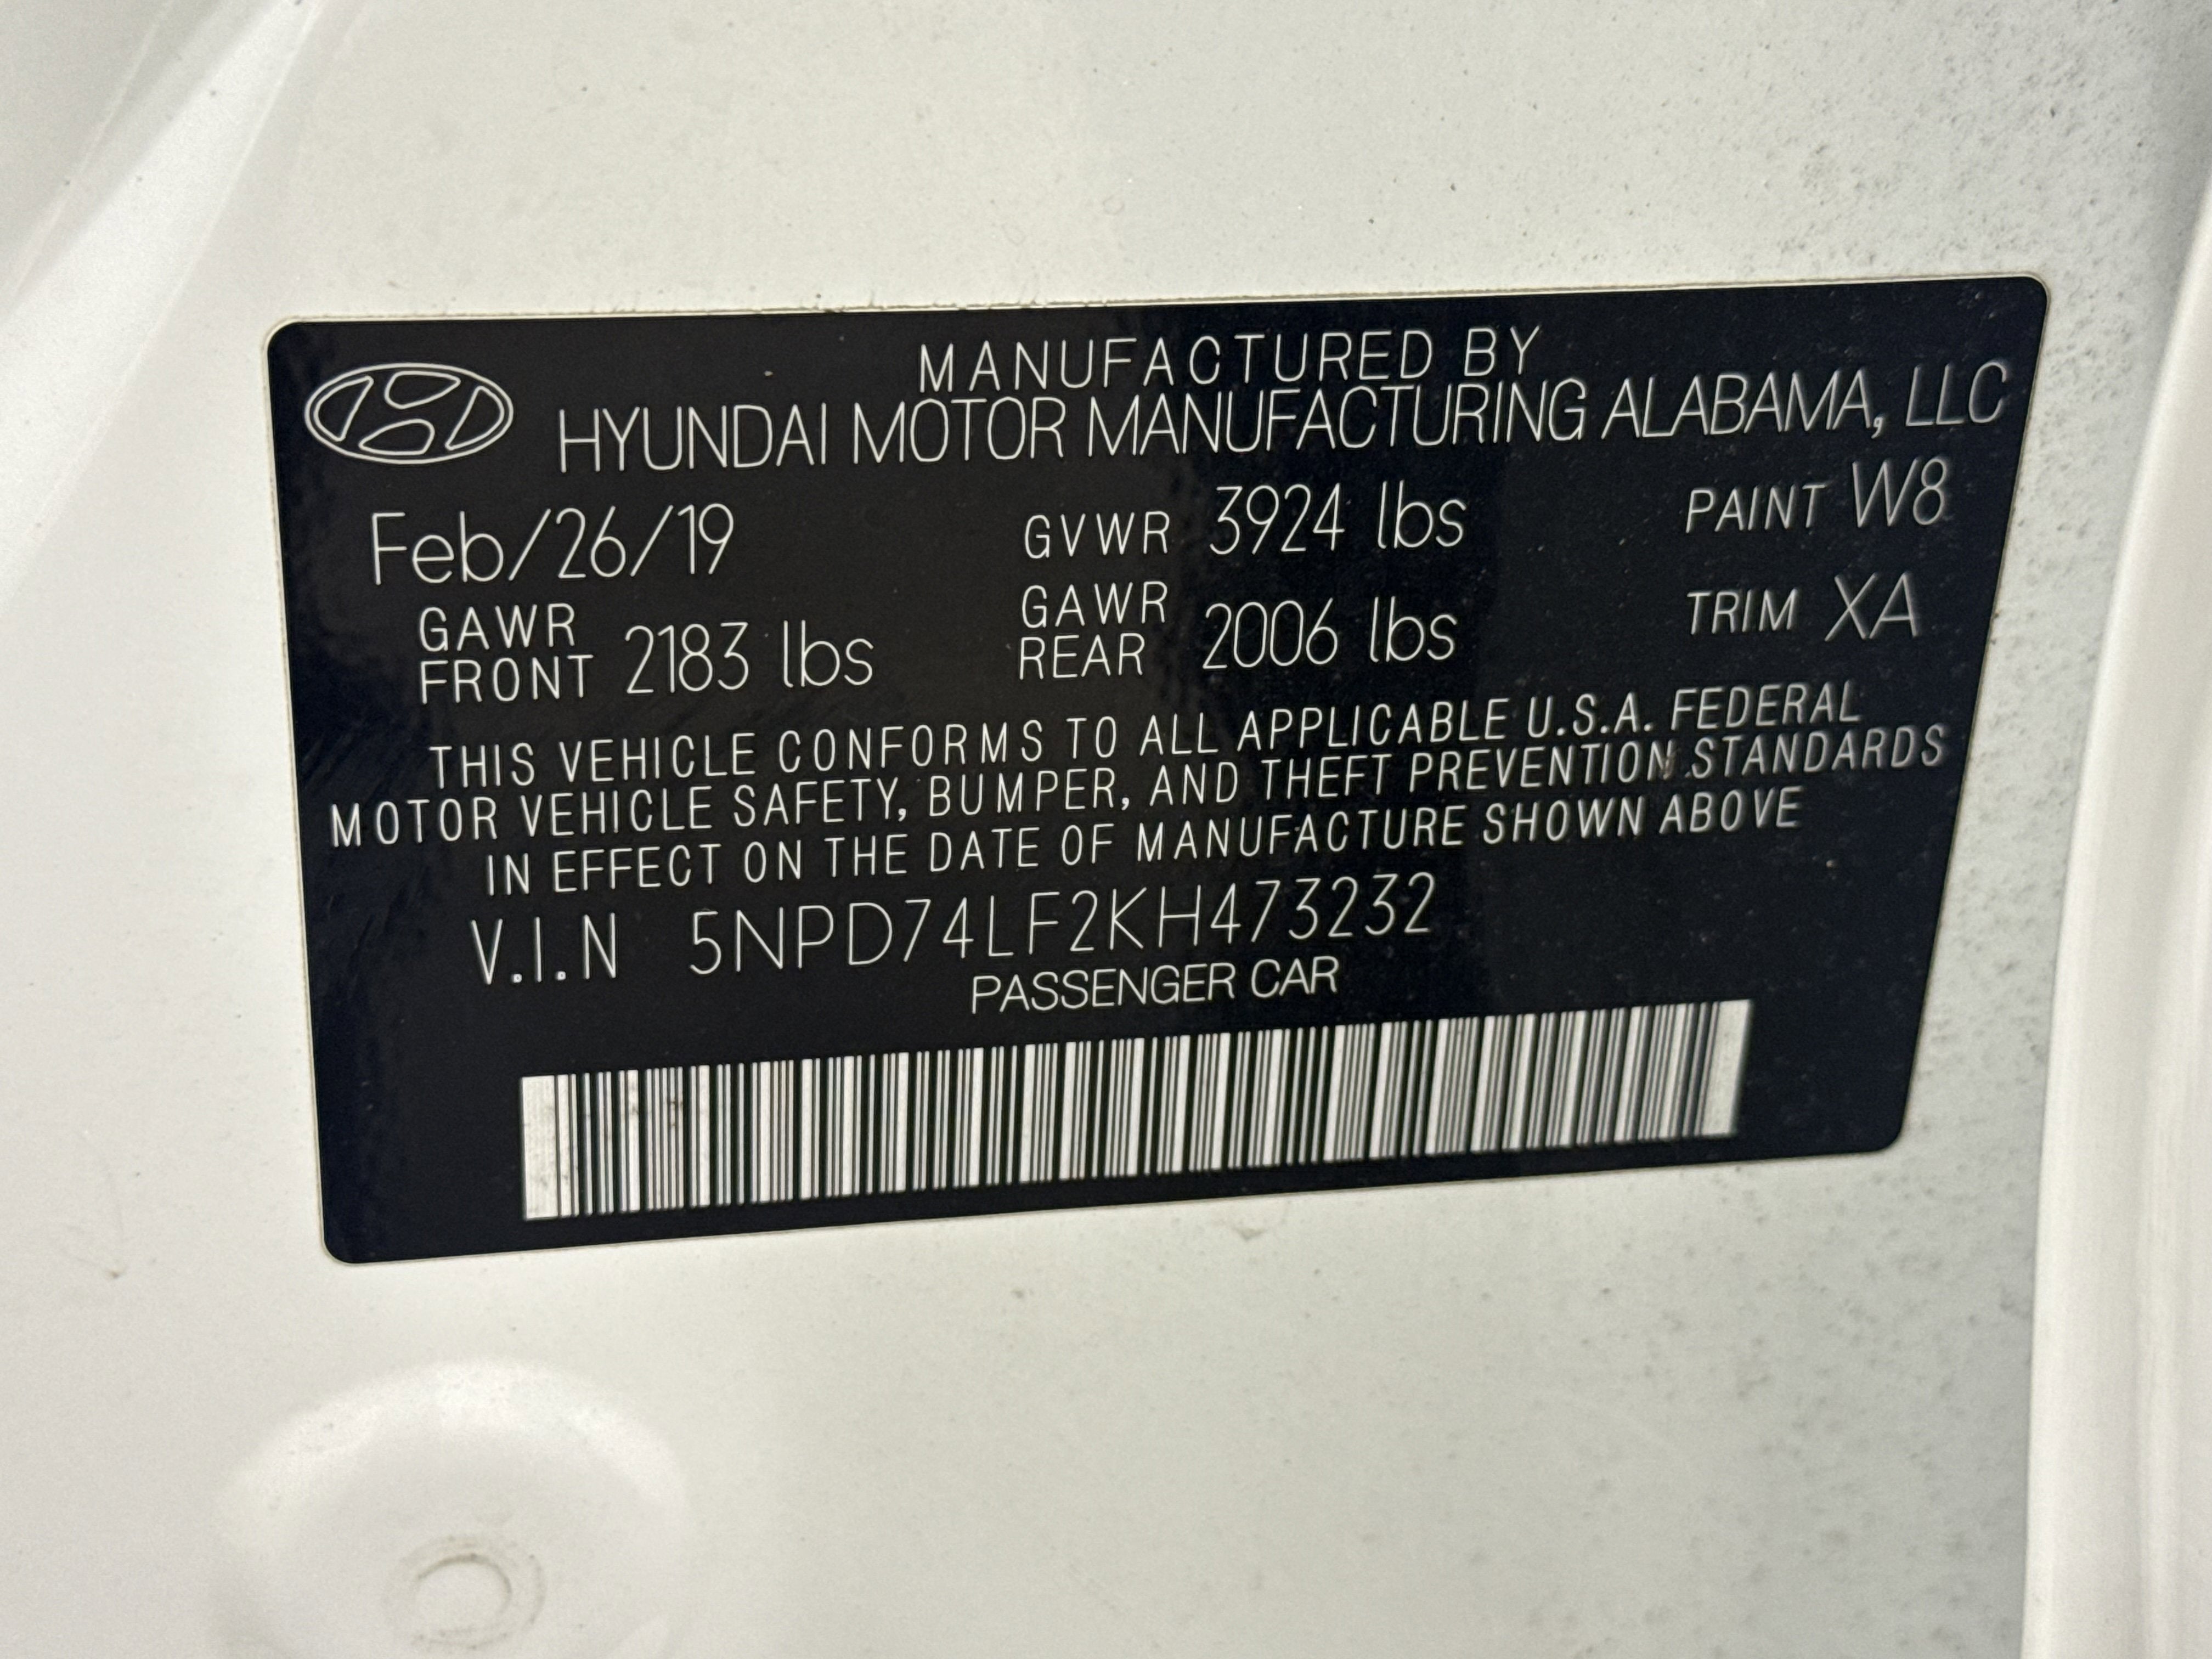 MANUFACTURED BY
HYUNDAI MOTOR MANUFACTURING ALABAMA, LLC
Feb/26/19 GVWR 3924 lbs PAINT W8
GAWR FRONT 2183 lbs GAWR REAR 2006 lbs TRIM XA
THIS VEHICLE CONFORMS TO ALL APPLICABLE U.S.A. FEDERAL
MOTOR VEHICLE SAFETY, BUMPER, AND THEFT PREVENTION STANDARDS
IN EFFECT ON THE DATE OF MANUFACTURE SHOWN ABOVE
V.I.N 5NPD74LF2KH473232
PASSENGER CAR